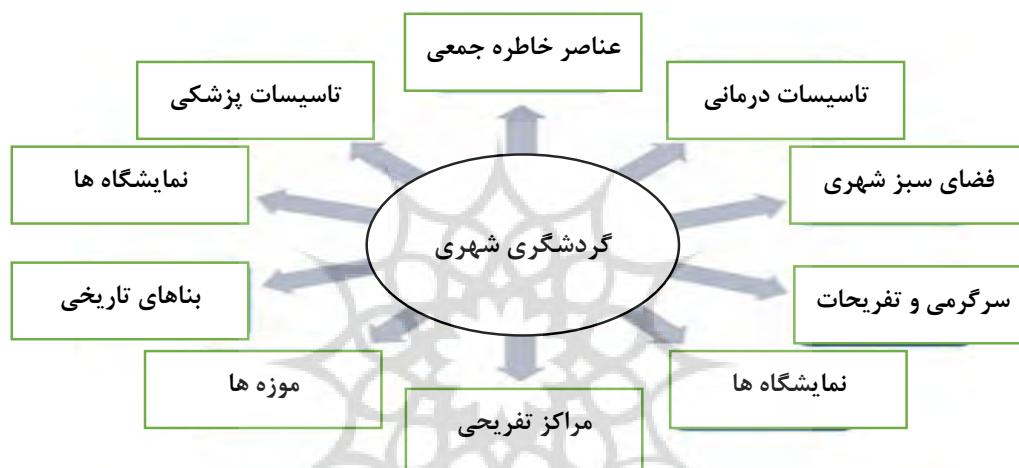 عناصر خاطره جمعی
تاسیسات درمانی
تاسیسات پزشکی
فضای سبز شهری
نمایشگاه ها
گردشگری شهری
سرگرمی و تفریحات
بناهای تاریخی
نمایشگاه ها
موزه ها
مراکز تفریحی